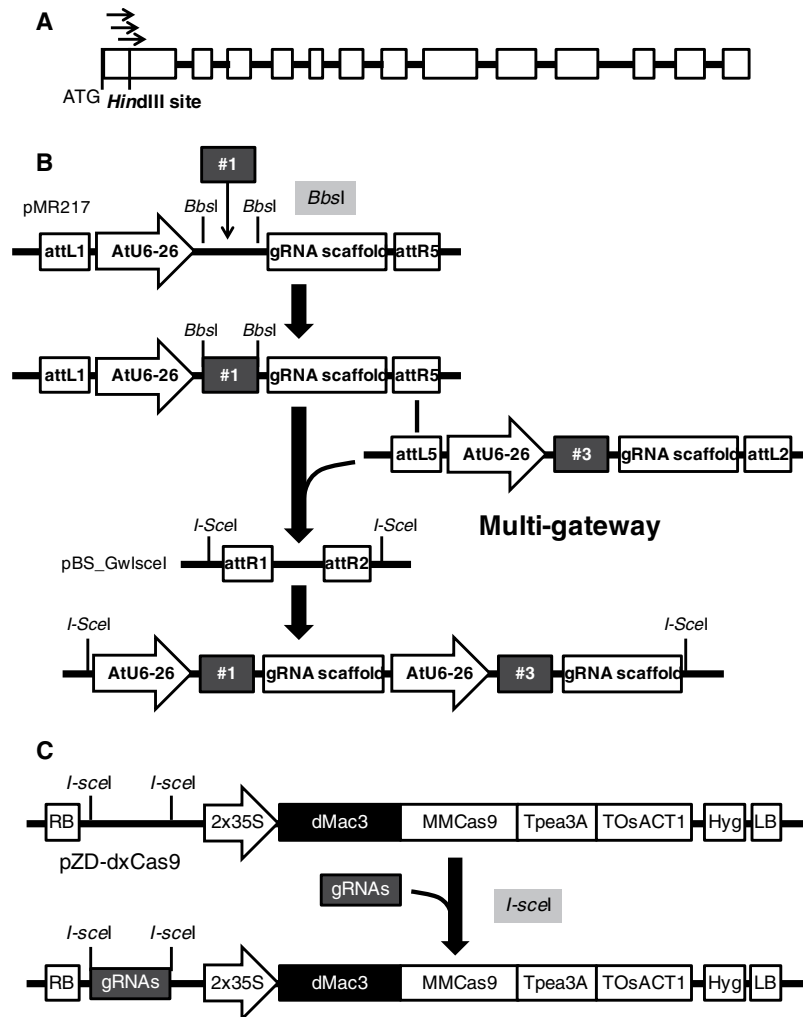 A
ATG
HindIII site
B
#1
BbsI
BbsI
BbsI
pMR217
attL1
AtU6-26
gRNA scaffold
attR5
BbsI
BbsI
attL1
AtU6-26
#1
gRNA scaffold
attR5
attL5
AtU6-26
#3
gRNA scaffold
attL2
Multi-gateway
I-SceI
I-SceI
pBS_GwIsceI
attR1
attR2
I-SceI
I-SceI
AtU6-26
#1
gRNA scaffold
AtU6-26
#3
gRNA scaffold
C
I-sceI
I-sceI
RB
2x35S
dMac3
MMCas9
Tpea3A
TOsACT1
Hyg
LB
pZD-dxCas9
gRNAs
I-sceI
I-sceI
I-sceI
RB
gRNAs
2x35S
dMac3
MMCas9
Tpea3A
TOsACT1
Hyg
LB